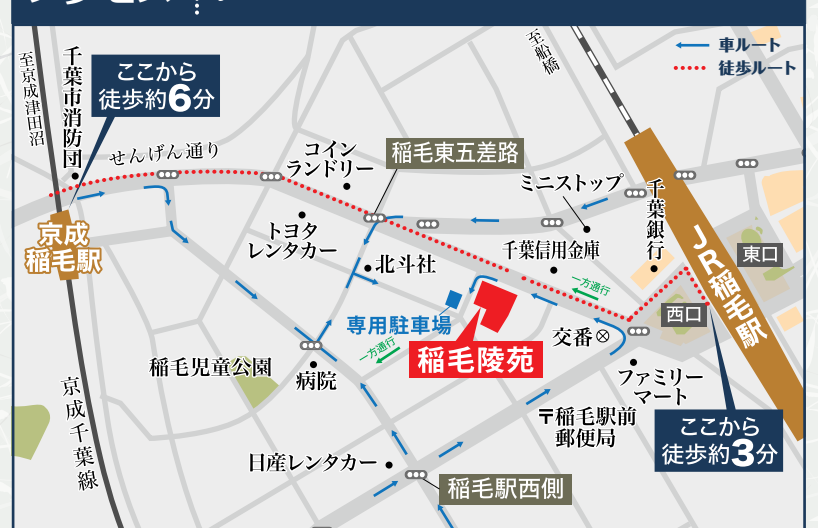 車ルート
徒歩ルート
至船橋
至京成津田沼
千葉市消防団
ここから
徒歩約6分
せんげん通り
コイン
ランドリー
稲毛東五差路
ミニストップ
千葉銀行
JR稲毛駅
東口
西口
京成
稲毛駅
トヨタ
レンタカー
北斗社
千葉信用金庫
一方通行
専用駐車場
稲毛陵苑
一方通行
交番
稲毛児童公園
病院
ファミリー
マート
〒稲毛駅前
郵便局
ここから
徒歩約3分
京成千葉線
日産レンタカー
稲毛駅西側